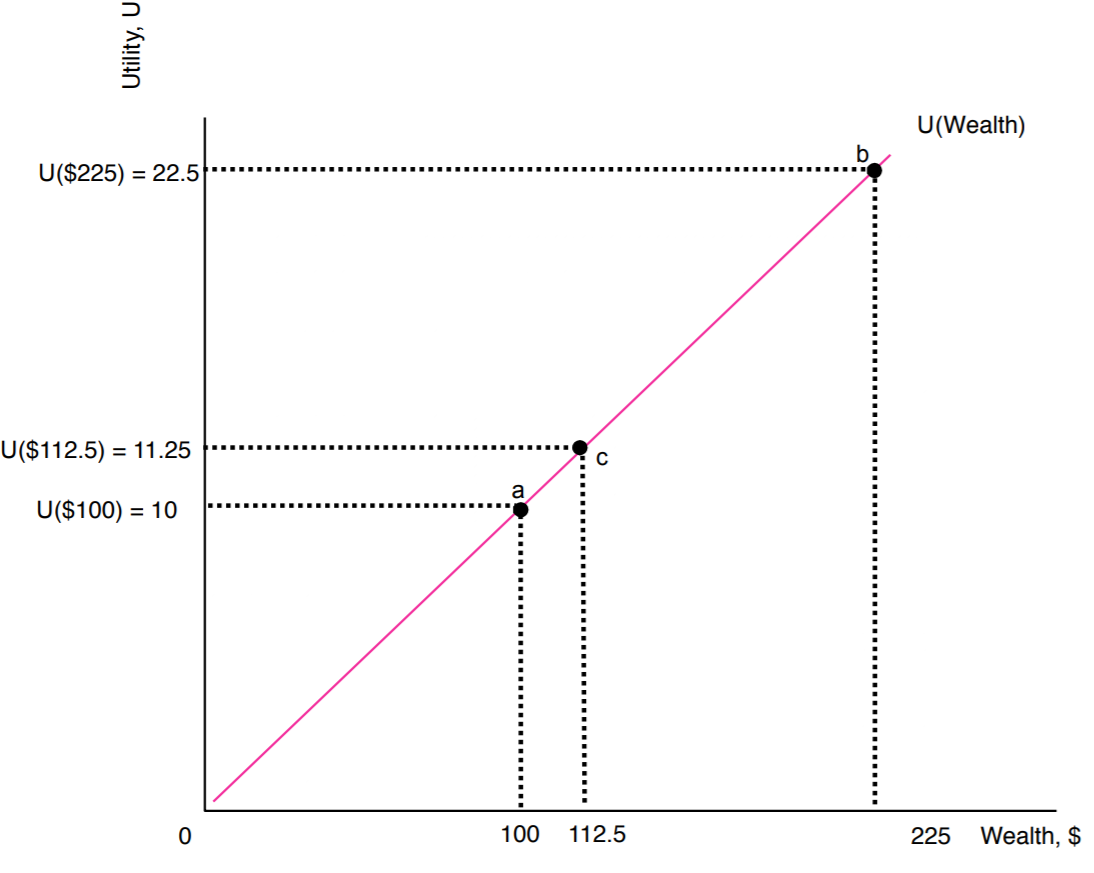 Utility, U
U(Wealth)
b
U($225) = 22.5
U($112.5) = 11.25
c
a
U($100) = 10
0
100
112.5
225
Wealth, $